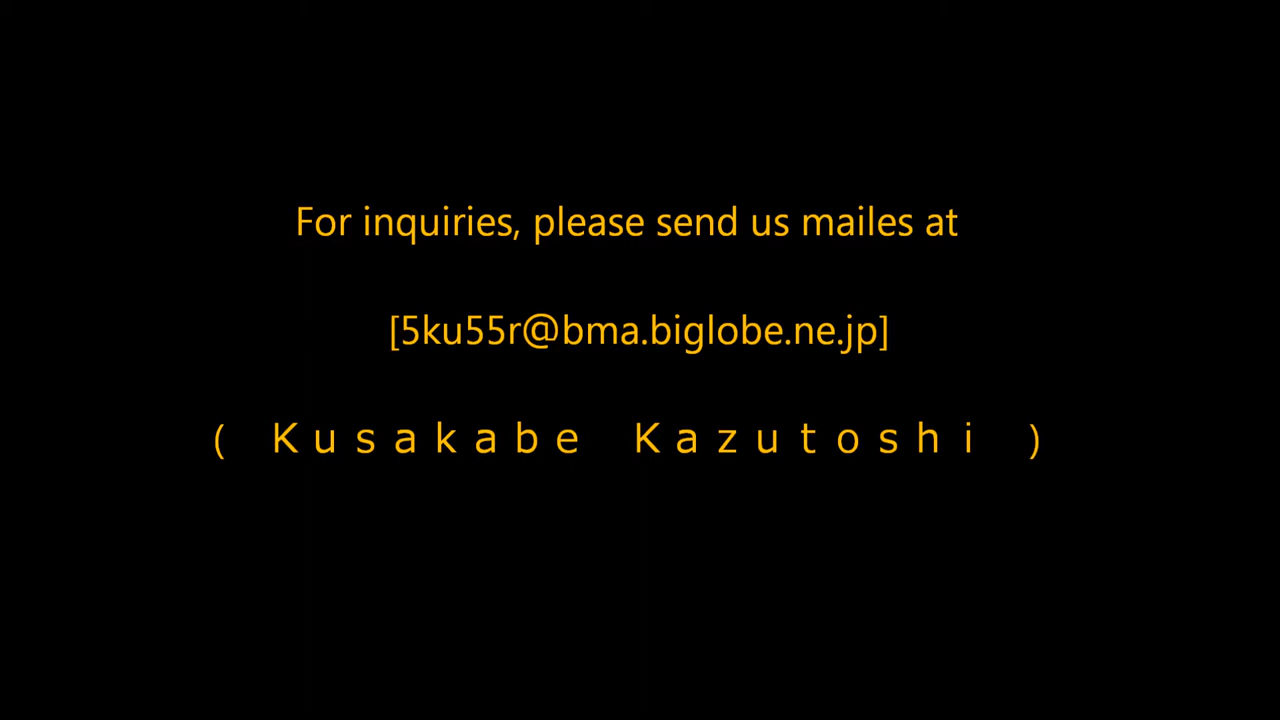 For inquiries, please send us mailes at
[5ku55r@bma.biglobe.ne.jp]
( Kusakabe Kazutoshi )